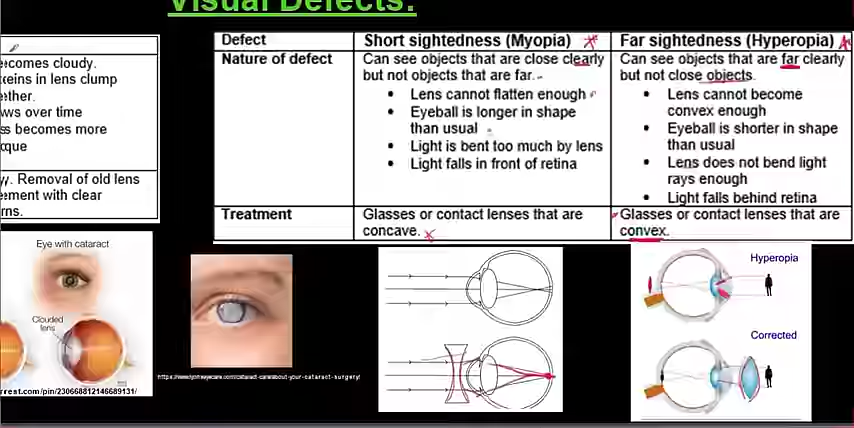 Visual Defects:
ecomes cloudy.
teins in lens clump
ether.
ws over time
ss becomes more
que
y. Removal of old lens
ement with clear
rns.
Defect
Short sightedness (Myopia)
Far sightedness (Hyperopia)
Nature of defect
Can see objects that are close clearly
but not objects that are far.
• Lens cannot flatten enough
• Eyeball is longer in shape
than usual
• Light is bent too much by lens
• Light falls in front of retina
Can see objects that are far clearly
but not close objects.
• Lens cannot become
convex enough
• Eyeball is shorter in shape
than usual
• Lens does not bend light
rays enough
• Light falls behind retina
Treatment
Glasses or contact lenses that are
concave.
Glasses or contact lenses that are
convex.
Eye with cataract
Clouded
lens
rrest.com/pin/230668812146689131/
Hyperopia
Corrected